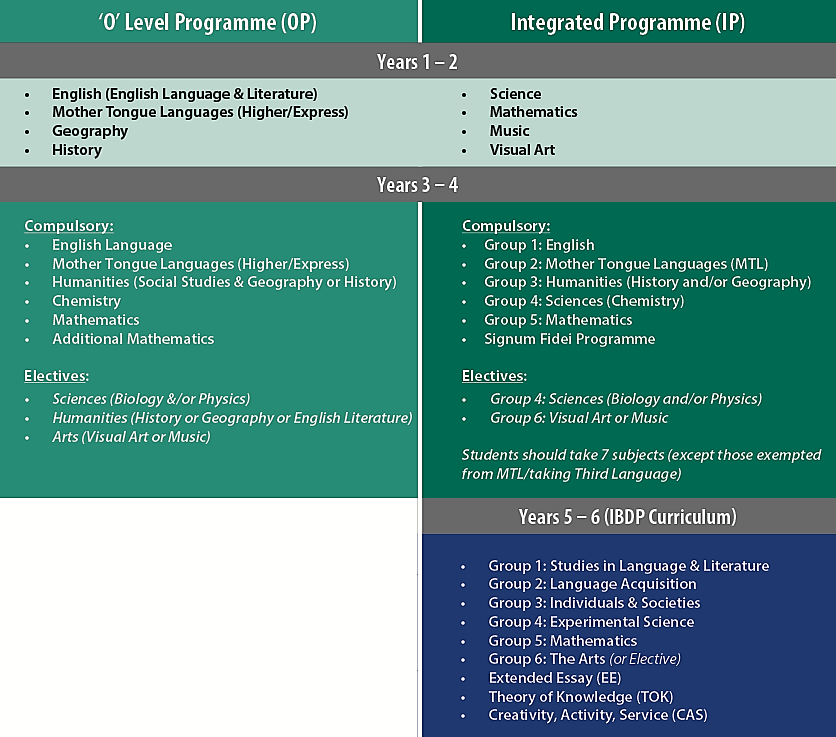 ‘O’ Level Programme (OP)
Integrated Programme (IP)
Years 1 – 2
• English (English Language & Literature)
• Mother Tongue Languages (Higher/Express)
• Geography
• History
• Science
• Mathematics
• Music
• Visual Art
Years 3 – 4
Compulsory:
• English Language
• Mother Tongue Languages (Higher/Express)
• Humanities (Social Studies & Geography or History)
• Chemistry
• Mathematics
• Additional Mathematics
Electives:
• Sciences (Biology &/or Physics)
• Humanities (History or Geography or English Literature)
• Arts (Visual Art or Music)
Compulsory:
• Group 1: English
• Group 2: Mother Tongue Languages (MTL)
• Group 3: Humanities (History and/or Geography)
• Group 4: Sciences (Chemistry)
• Group 5: Mathematics
• Signum Fidei Programme
Electives:
• Group 4: Sciences (Biology and/or Physics)
• Group 6: Visual Art or Music
Students should take 7 subjects (except those exempted
from MTL/taking Third Language)
Years 5 – 6 (IBDP Curriculum)
• Group 1: Studies in Language & Literature
• Group 2: Language Acquisition
• Group 3: Individuals & Societies
• Group 4: Experimental Science
• Group 5: Mathematics
• Group 6: The Arts (or Elective)
• Extended Essay (EE)
• Theory of Knowledge (TOK)
• Creativity, Activity, Service (CAS)